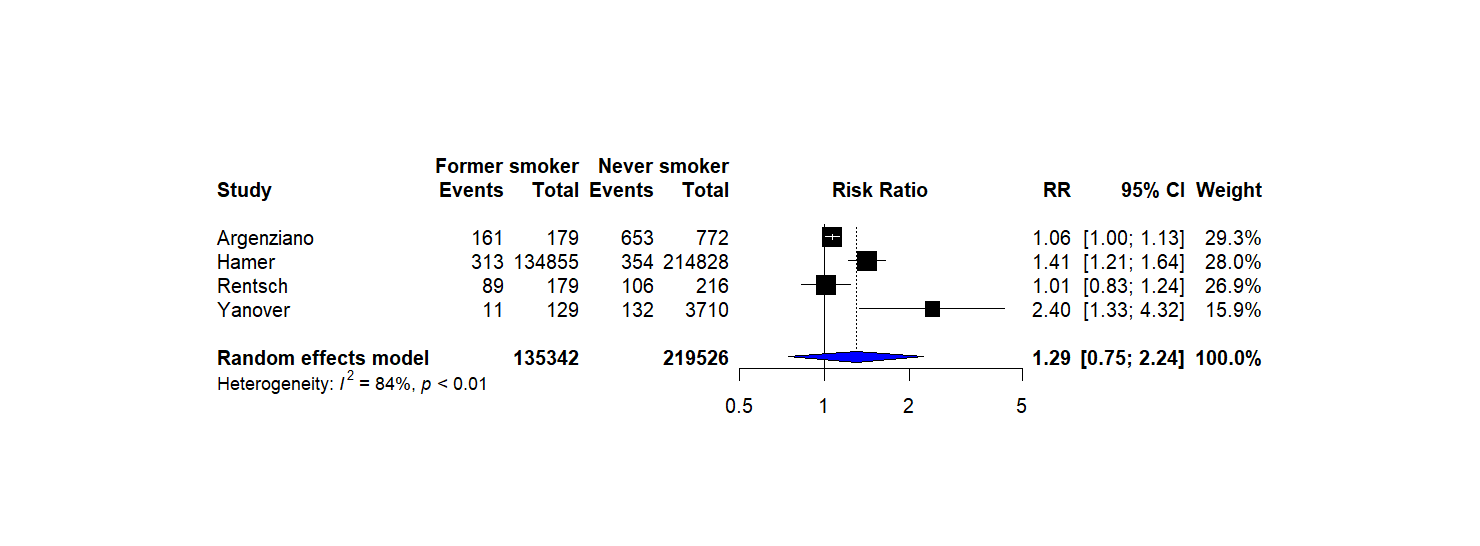 Former smoker Never smoker
Study Events Total Events Total Risk Ratio RR 95% CI Weight
Argenziano 161 179 653 772 1.06 [1.00; 1.13] 29.3%
Hamer 313 134855 354 214828 1.41 [1.21; 1.64] 28.0%
Rentsch 89 179 106 216 1.01 [0.83; 1.24] 26.9%
Yanover 11 129 132 3710 2.40 [1.33; 4.32] 15.9%
Random effects model 135342 219526 1.29 [0.75; 2.24] 100.0%
Heterogeneity: I² = 84%, p < 0.01
0.5 1 2 5